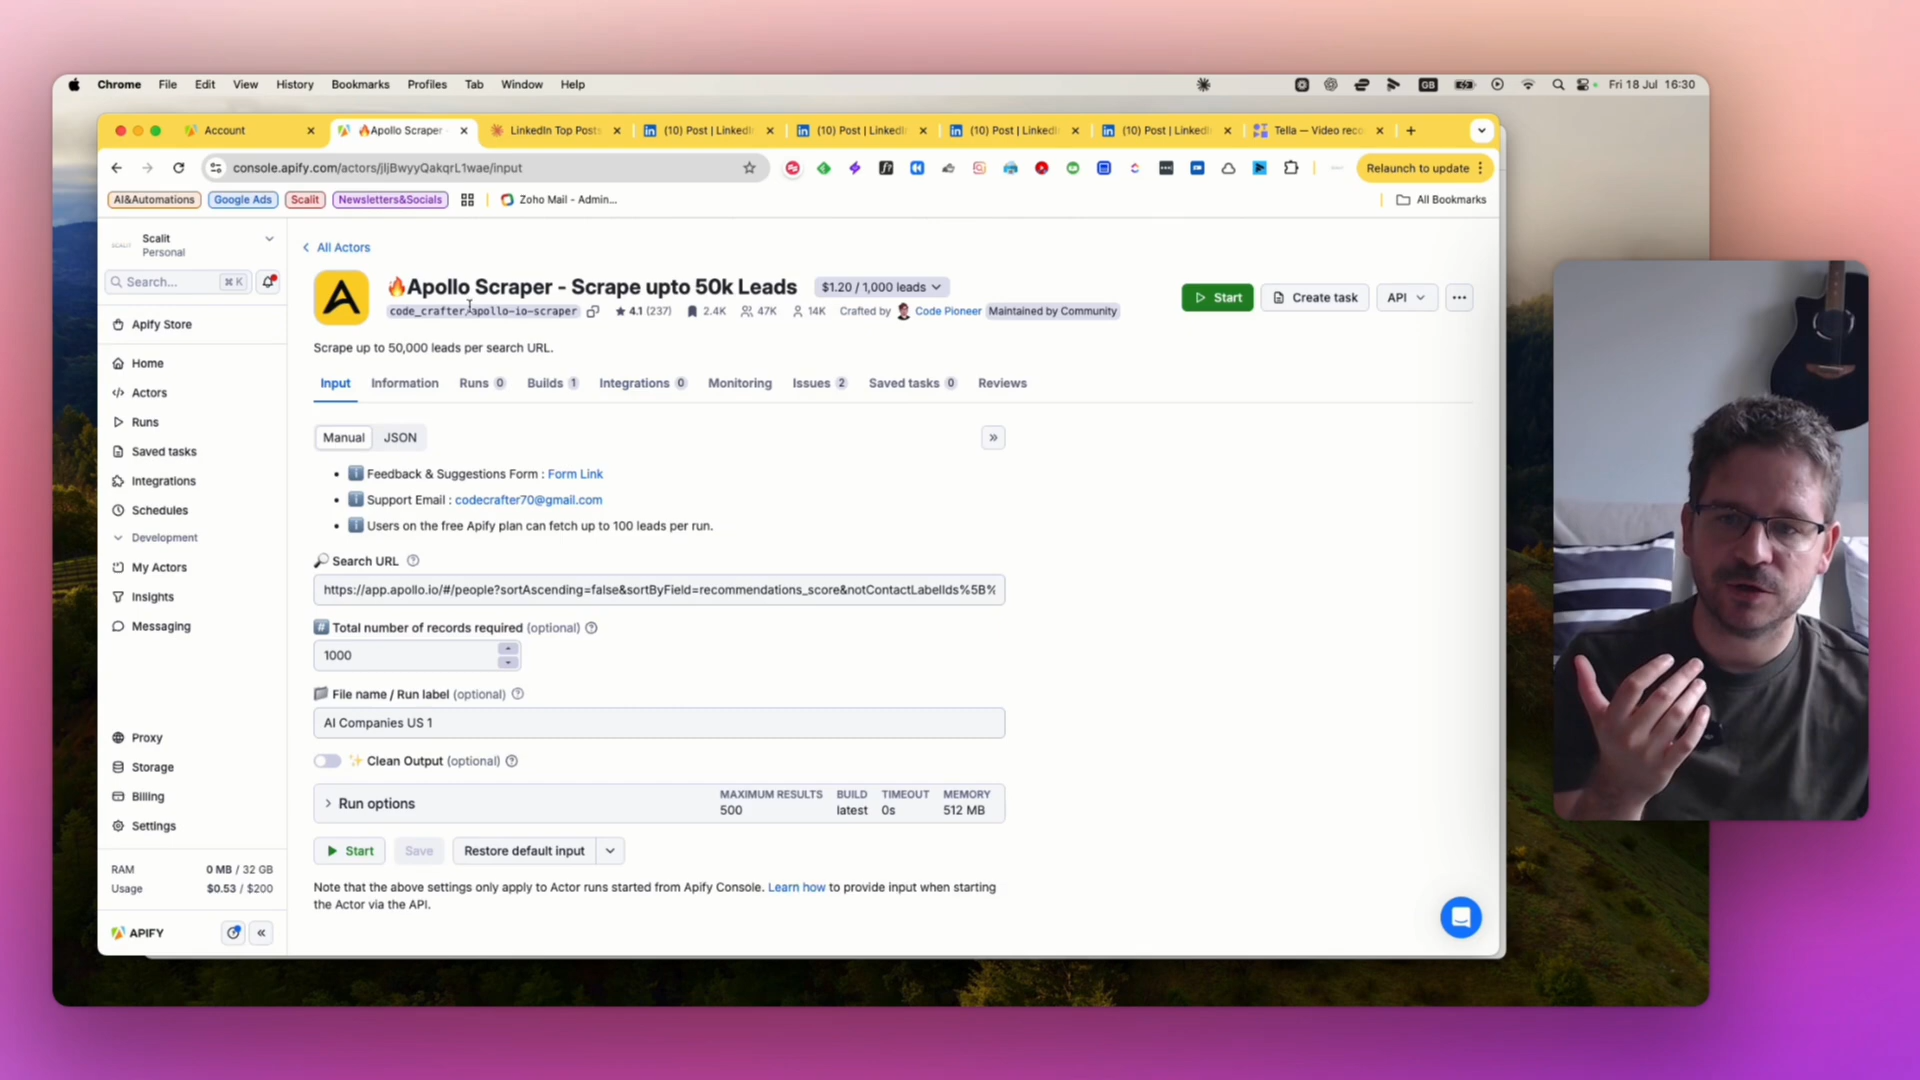 Chrome File Edit View History Bookmarks Profiles Tab Window Help GB Fri 18 Jul 16:30
Account 🔥Apollo Scraper - LinkedIn Top Posts (10) Post | LinkedIn (10) Post | LinkedIn (10) Post | LinkedIn (10) Post | LinkedIn Tella — Video reco
console.apify.com/actors/jljBwyyQakqrL1wae/input Relaunch to update
AI&Automations Google Ads Scalit Newsletters&Socials Zoho Mail - Admin... All Bookmarks
Scalit
Personal
Search... ⌘ K
Apify Store
Home
Actors
Runs
Saved tasks
Integrations
Schedules
Development
My Actors
Insights
Messaging
Proxy
Storage
Billing
Settings
RAM 0 MB / 32 GB
Usage $0.53 / $200
APIFY
All Actors
🔥Apollo Scraper - Scrape upto 50k Leads $1.20 / 1,000 leads
code_crafter/apollo-io-scraper 4.1 (237) 2.4K 47K 14K Crafted by Code Pioneer Maintained by Community
Start Create task API
Scrape up to 50,000 leads per search URL.
Input Information Runs 0 Builds 1 Integrations 0 Monitoring Issues 2 Saved tasks 0 Reviews
Manual JSON
• ℹ️ Feedback & Suggestions Form : Form Link
• ℹ️ Support Email : codecrafter70@gmail.com
• ℹ️ Users on the free Apify plan can fetch up to 100 leads per run.
🔎 Search URL
https://app.apollo.io/#/people?sortAscending=false&sortByField=recommendations_score&notContactLabelIds%5B%
#️⃣ Total number of records required (optional)
1000
File name / Run label (optional)
AI Companies US 1
✨ Clean Output (optional)
Run options
MAXIMUM RESULTS BUILD TIMEOUT MEMORY
500 latest 0s 512 MB
Start Save Restore default input
Note that the above settings only apply to Actor runs started from Apify Console. Learn how to provide input when starting
the Actor via the API.